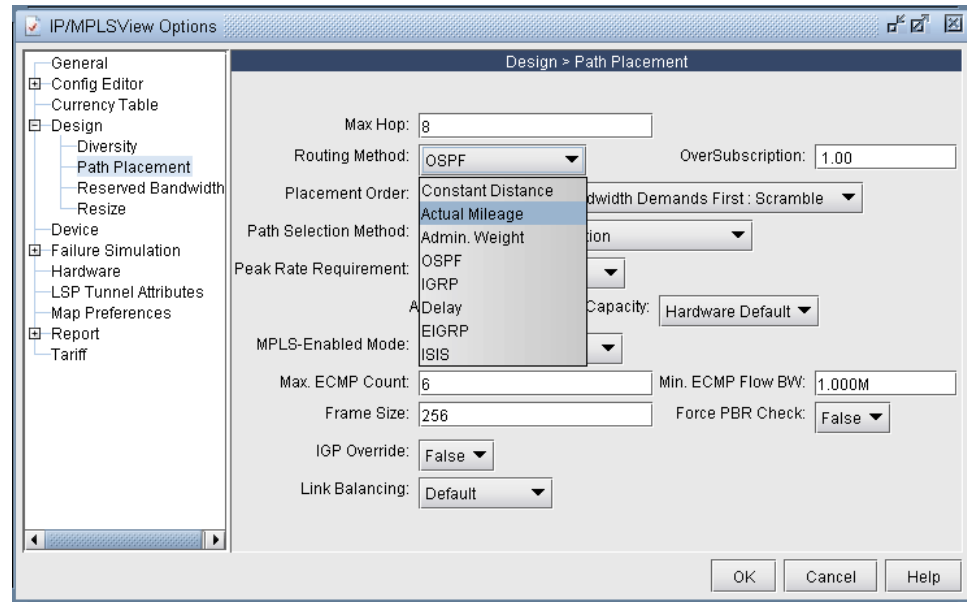 IP/MPLSView Options
General
Config Editor
Currency Table
Design
Diversity
Path Placement
Reserved Bandwidth
Resize
Device
Failure Simulation
Hardware
LSP Tunnel Attributes
Map Preferences
Report
Tariff
Design > Path Placement
Max Hop: 8
Routing Method: OSPF OverSubscription: 1.00
Constant Distance
Actual Mileage
Admin. Weight
OSPF
IGRP
Delay
EIGRP
ISIS
Placement Order: Demands First : Scramble
Path Selection Method:
Peak Rate Requirement:
Capacity: Hardware Default
MPLS-Enabled Mode:
Max. ECMP Count: 6 Min. ECMP Flow BW: 1.000M
Frame Size: 256 Force PBR Check: False
IGP Override: False
Link Balancing: Default
OK Cancel Help